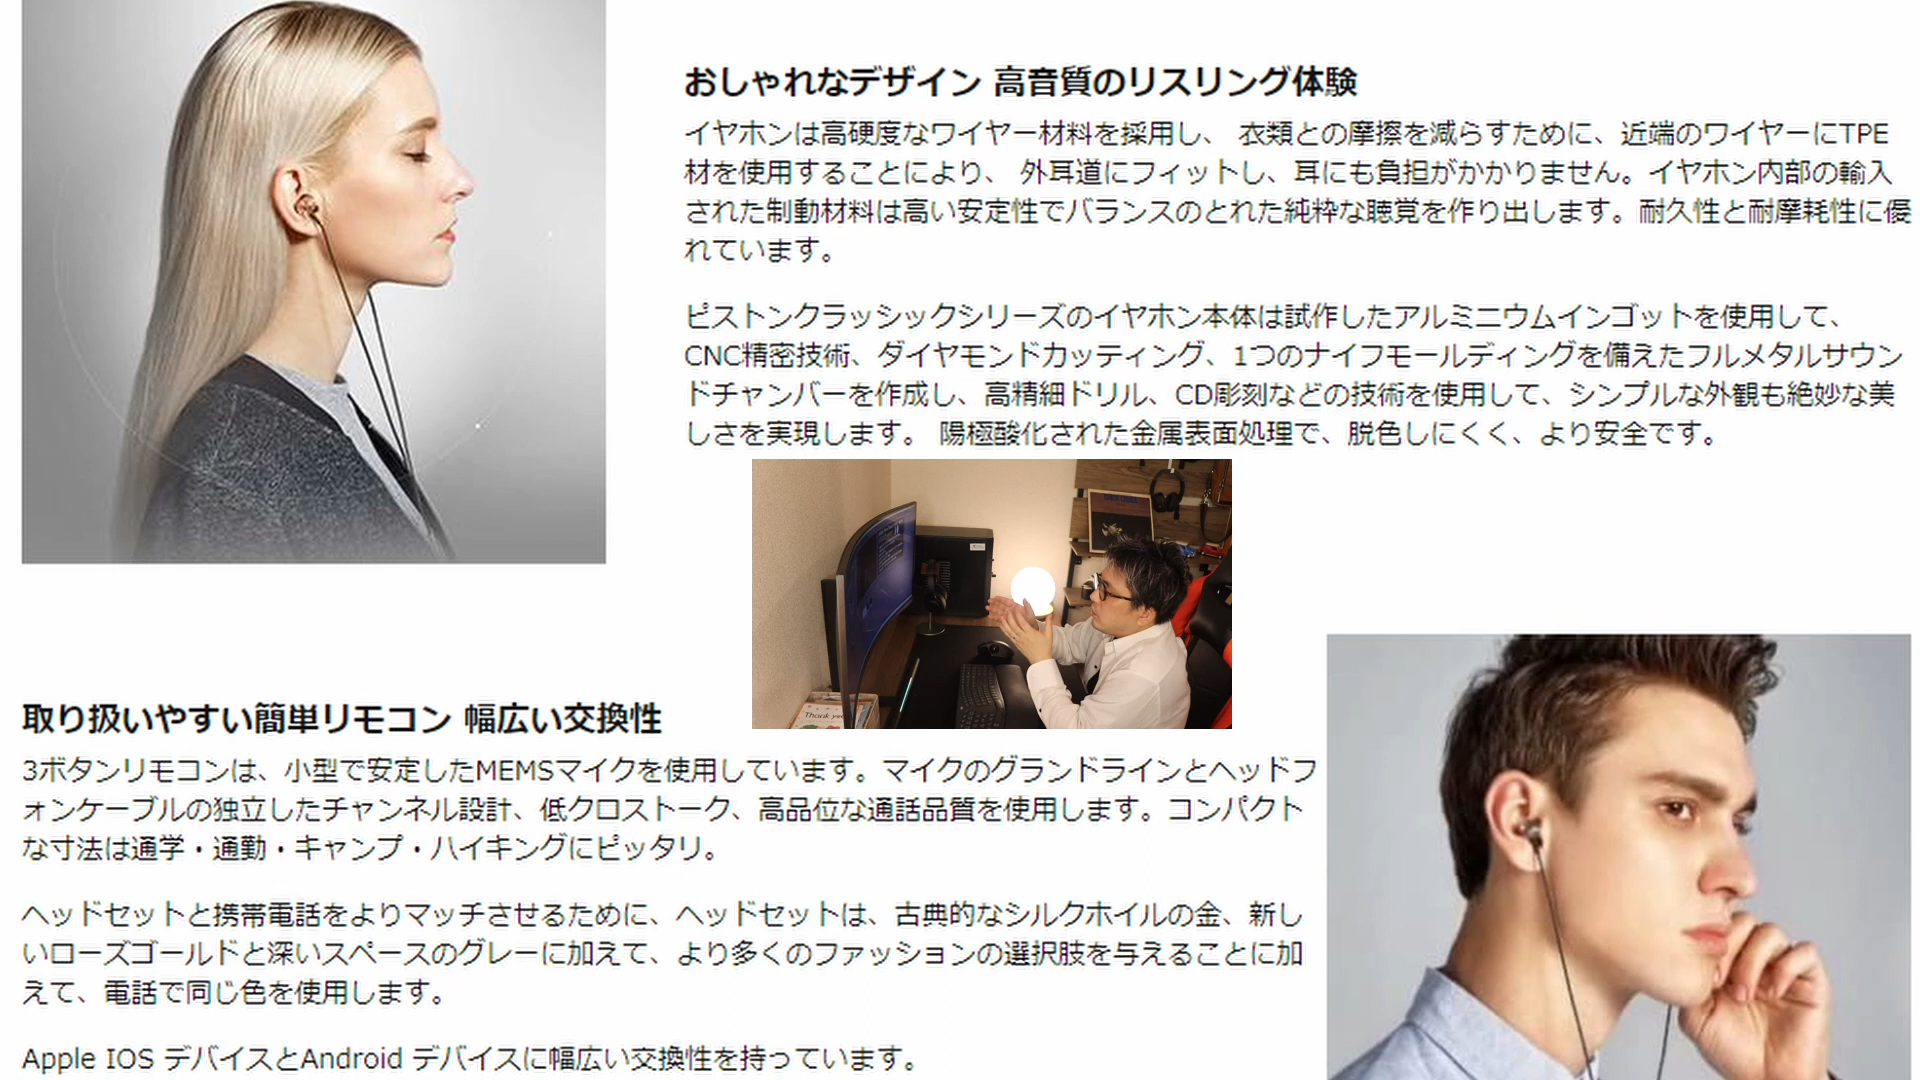 おしゃれなデザイン 高音質のリスリング体験
イヤホンは高硬度なワイヤー材料を採用し、 衣類との摩擦を減らすために、近端のワイヤーにTPE
材を使用することにより、 外耳道にフィットし、耳にも負担がかかりません。イヤホン内部の輸入
された制動材料は高い安定性でバランスのとれた純粋な聴覚を作り出します。耐久性と耐摩耗性に優
れています。
ピストンクラッシックシリーズのイヤホン本体は試作したアルミニウムインゴットを使用して、
CNC精密技術、ダイヤモンドカッティング、1つのナイフモールディングを備えたフルメタルサウン
ドチャンバーを作成し、高精細ドリル、CD彫刻などの技術を使用して、シンプルな外観も絶妙な美
しさを実現します。 陽極酸化された金属表面処理で、脱色しにくく、より安全です。
Thank you
取り扱いやすい簡単リモコン 幅広い交換性
3ボタンリモコンは、小型で安定したMEMSマイクを使用しています。マイクのグランドラインとヘッドフ
ォンケーブルの独立したチャンネル設計、低クロストーク、高品位な通話品質を使用します。コンパクト
な寸法は通学・通勤・キャンプ・ハイキングにピッタリ。
ヘッドセットと携帯電話をよりマッチさせるために、ヘッドセットは、古典的なシルクホイルの金、新し
いローズゴールドと深いスペースのグレーに加えて、より多くのファッションの選択肢を与えることに加
えて、電話で同じ色を使用します。
Apple IOS デバイスとAndroid デバイスに幅広い交換性を持っています。